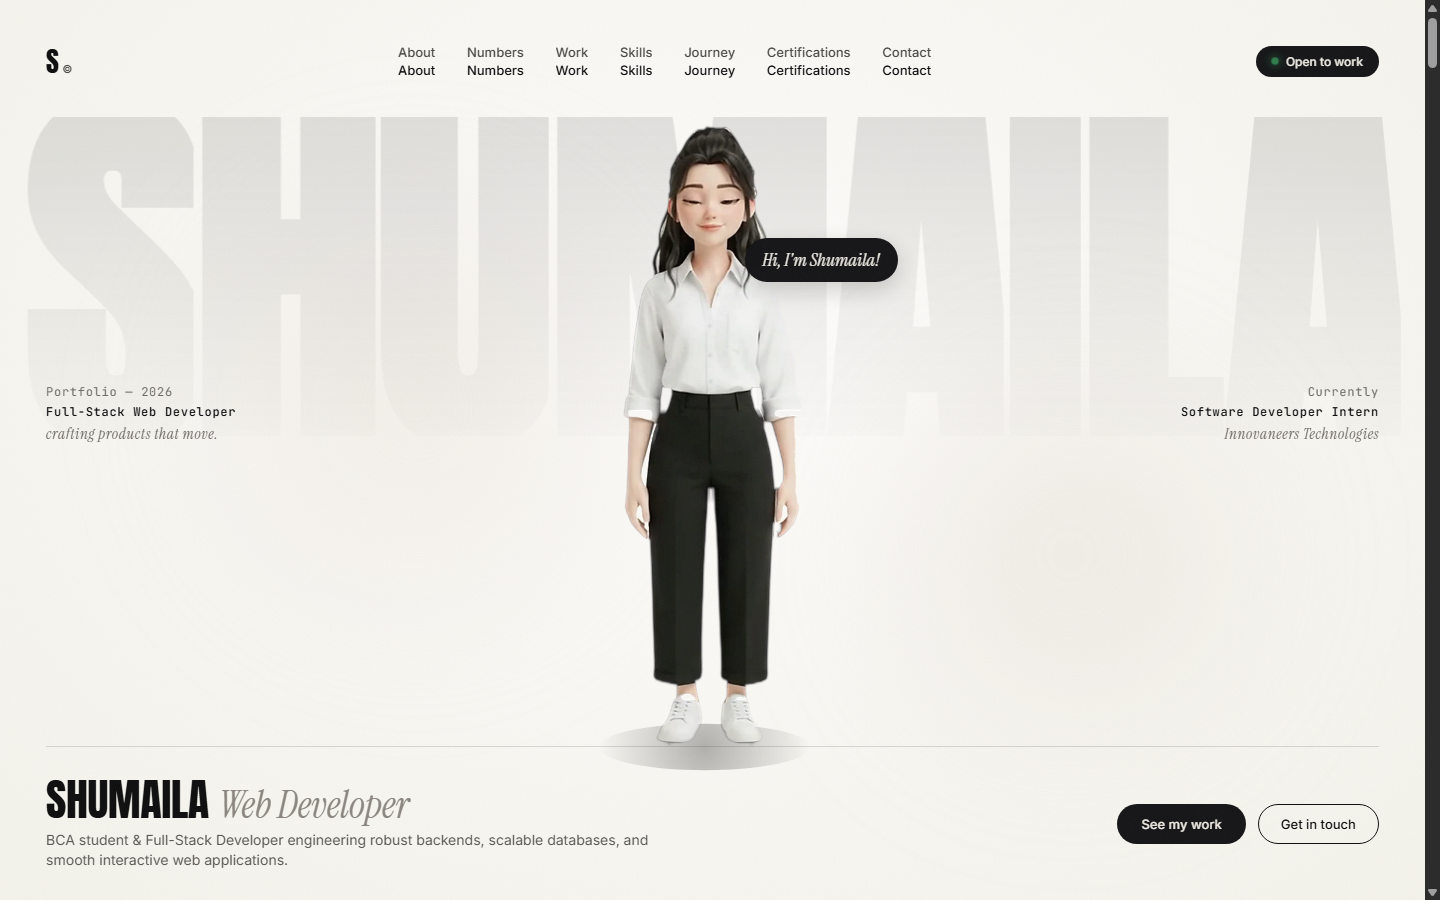 S ©
About Numbers Work Skills Journey Certifications Contact
About Numbers Work Skills Journey Certifications Contact
Open to work
SHUMAILA
Hi, I'm Shumaila!
Portfolio — 2026
Full-Stack Web Developer
crafting products that move.
Currently
Software Developer Intern
Innovaneers Technologies
SHUMAILA Web Developer
BCA student & Full-Stack Developer engineering robust backends, scalable databases, and
smooth interactive web applications.
See my work
Get in touch